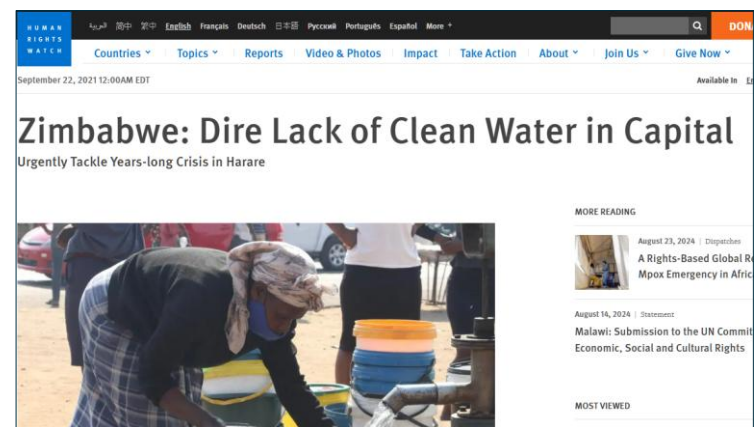 HUMAN
RIGHTS
WATCH
العربية 简中 繁中 English Français Deutsch 日本語 Русский Português Español More
DON
Countries Topics Reports Video & Photos Impact Take Action About Join Us Give Now
September 22, 2021 12:00AM EDT
Available In En
Zimbabwe: Dire Lack of Clean Water in Capital
Urgently Tackle Years-long Crisis in Harare
MORE READING
August 23, 2024 | Dispatches
A Rights-Based Global Re
Mpox Emergency in Afric
August 14, 2024 | Statement
Malawi: Submission to the UN Commit
Economic, Social and Cultural Rights
MOST VIEWED